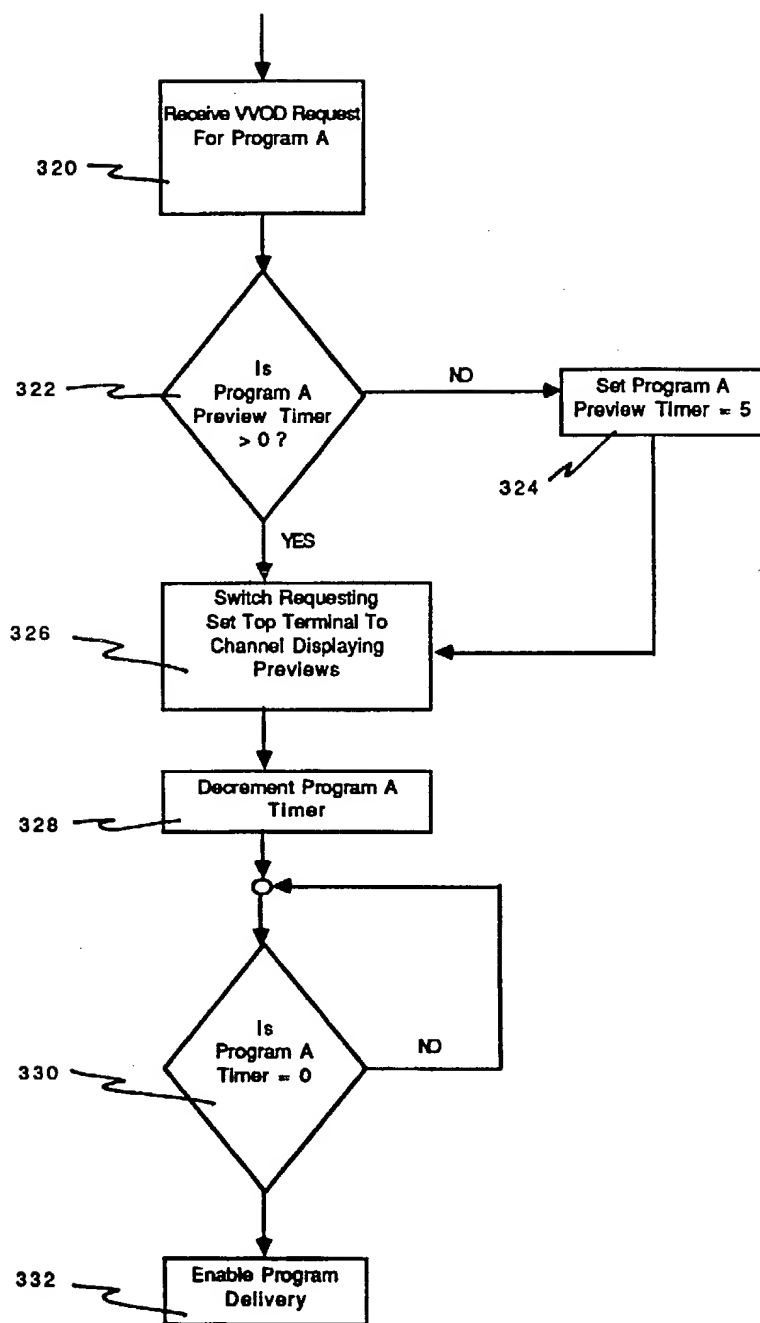 Receive VVOD Request
For Program A
320
Is
Program A
Preview Timer
> 0 ?
322
NO
Set Program A
Preview Timer = 5
324
YES
Switch Requesting
Set Top Terminal To
Channel Displaying
Previews
326
Decrement Program A
Timer
328
Is
Program A
Timer = 0
NO
330
Enable Program
Delivery
332